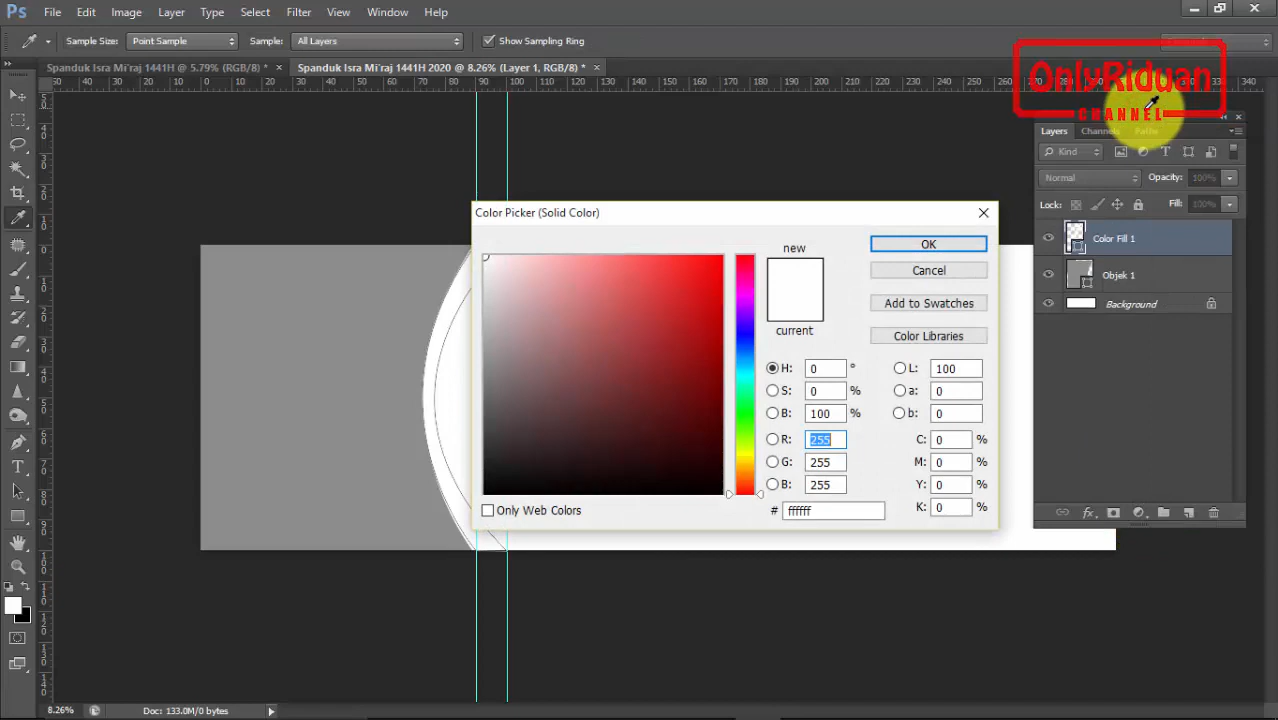 Ps File Edit Image Layer Type Select Filter View Window Help
Sample Size: Point Sample Sample: All Layers Show Sampling Ring
Spanduk Isra Mi'raj 1441H @ 5.79% (RGB/8) * × Spanduk Isra Mi'raj 1441H 2020 @ 8.26% (Layer 1, RGB/8) * ×
OnlyRiduan
CHANNEL
Layers Channels Paths
Kind
Normal Opacity: 100%
Lock: Fill: 100%
Color Fill 1
Objek 1
Background
Color Picker (Solid Color)
new
current
OK
Cancel
Add to Swatches
Color Libraries
H: 0 ° L: 100
S: 0 % a: 0
B: 100 % b: 0
R: 255 C: 0 %
G: 255 M: 0 %
B: 255 Y: 0 %
# ffffff K: 0 %
Only Web Colors
8.26% Doc: 133.0M/0 bytes